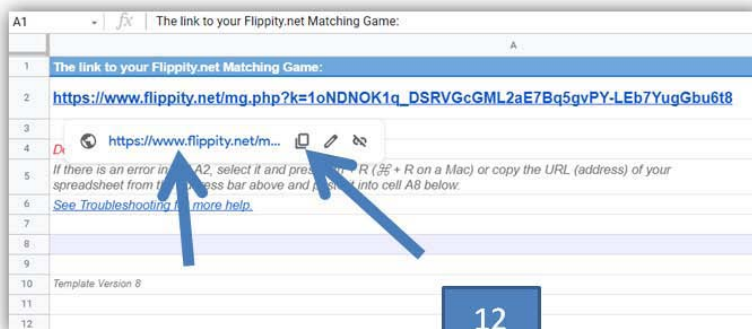 A1 fx The link to your Flippity.net Matching Game:
A
1 The link to your Flippity.net Matching Game:
2 https://www.flippity.net/mg.php?k=1oNDNOK1q_DSRVGcGML2aE7Bq5gvPY-LEb7YugGbu6t8
3
https://www.flippity.net/m...
4
5 If there is an error in A2, select it and press + R (⌘ + R on a Mac) or copy the URL (address) of your
spreadsheet from the address bar above and paste it into cell A8 below.
6 See Troubleshooting for more help.
7
8
9
10 Template Version 8
11
12
12